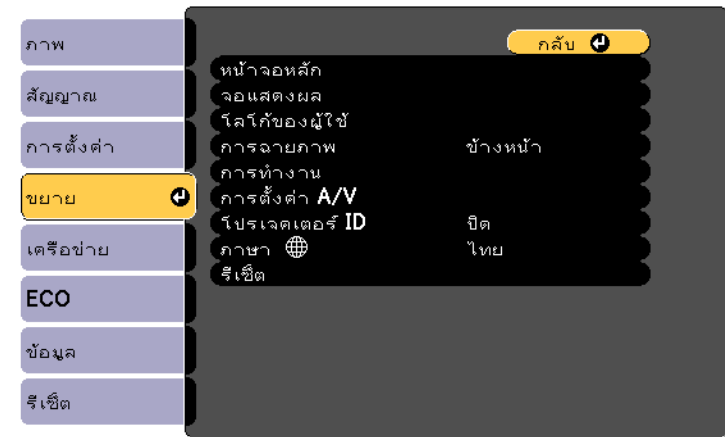 ภาพ
สัญญาณ
การตั้งค่า
ขยาย
เครือข่าย
ECO
ข้อมูล
รีเซ็ต
กลับ
หน้าจอหลัก
จอแสดงผล
โลโก้ของผู้ใช้
การฉายภาพ ข้างหน้า
การทำงาน
การตั้งค่า A/V
โปรเจคเตอร์ ID ปิด
ภาษา ไทย
รีเซ็ต